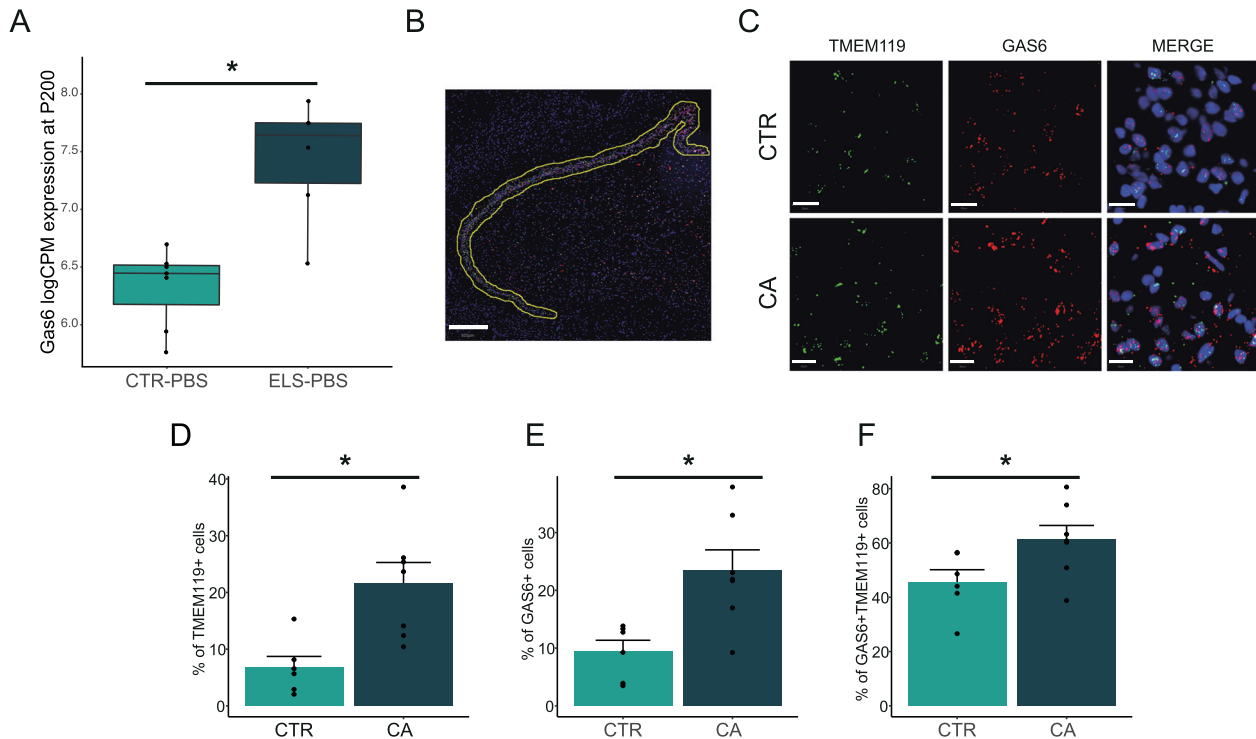 A
Gas6 logCPM expression at P200
*
8.0
7.5
7.0
6.5
6.0
CTR-PBS
ELS-PBS
B
C
TMEM119
GAS6
MERGE
CTR
CA
D
% of TMEM119+ cells
*
40
30
20
10
0
CTR
CA
E
% of GAS6+ cells
*
30
20
10
0
CTR
CA
F
% of GAS6+TMEM119+ cells
*
80
60
40
20
0
CTR
CA